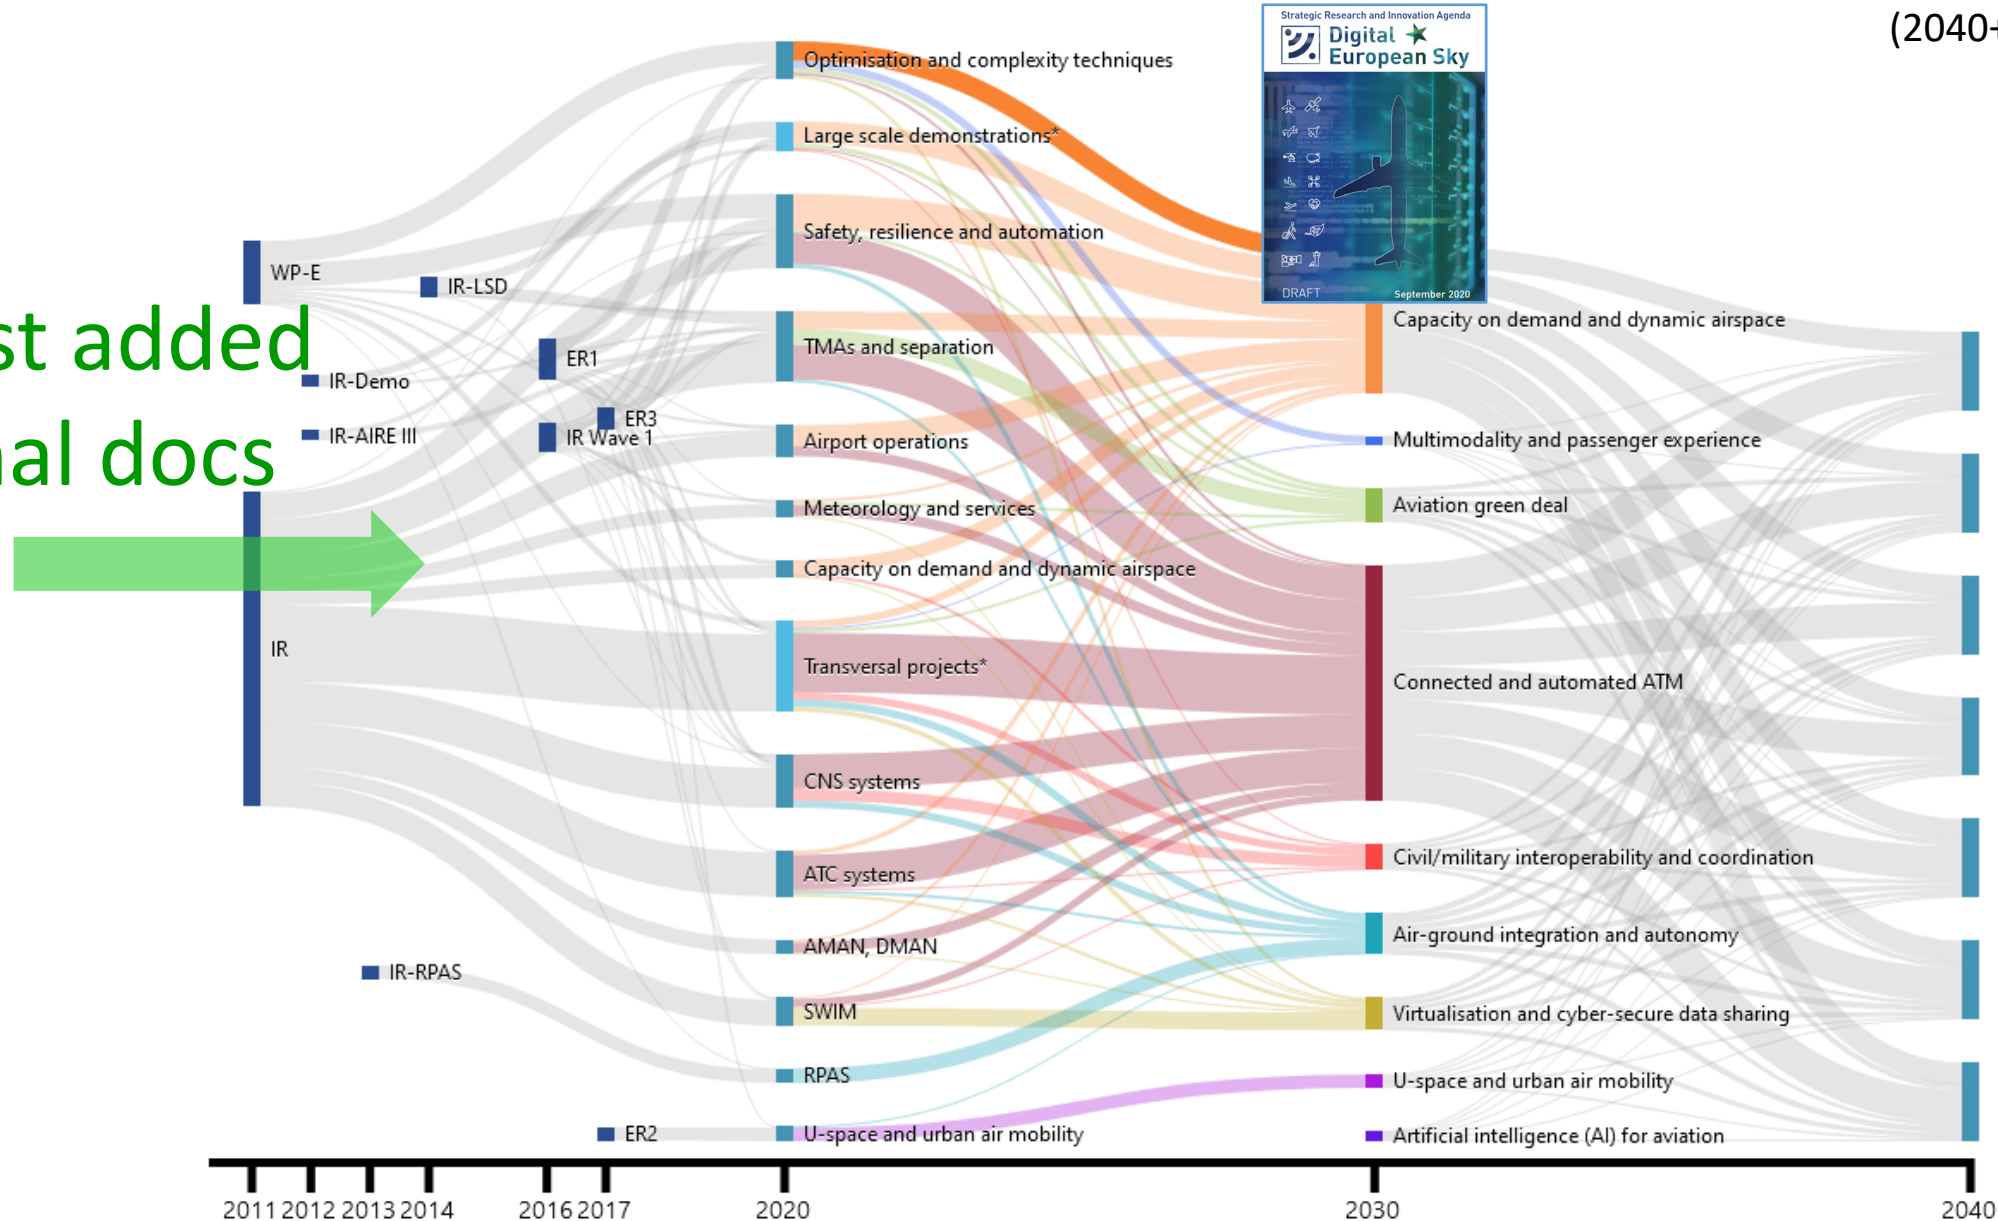 (2040+
Strategic Research and Innovation Agenda
Digital
European Sky
DRAFT
September 2020
st added
nal docs
WP-E
IR-LSD
IR-Demo
ER1
IR-AIRE III
ER3
IR Wave 1
IR
IR-RPAS
ER2
Optimisation and complexity techniques
Large scale demonstrations*
Safety, resilience and automation
TMAs and separation
Airport operations
Meteorology and services
Capacity on demand and dynamic airspace
Transversal projects*
CNS systems
ATC systems
AMAN, DMAN
SWIM
RPAS
U-space and urban air mobility
Capacity on demand and dynamic airspace
Multimodality and passenger experience
Aviation green deal
Connected and automated ATM
Civil/military interoperability and coordination
Air-ground integration and autonomy
Virtualisation and cyber-secure data sharing
U-space and urban air mobility
Artificial intelligence (AI) for aviation
2011 2012 2013 2014 2016 2017 2020 2030 2040